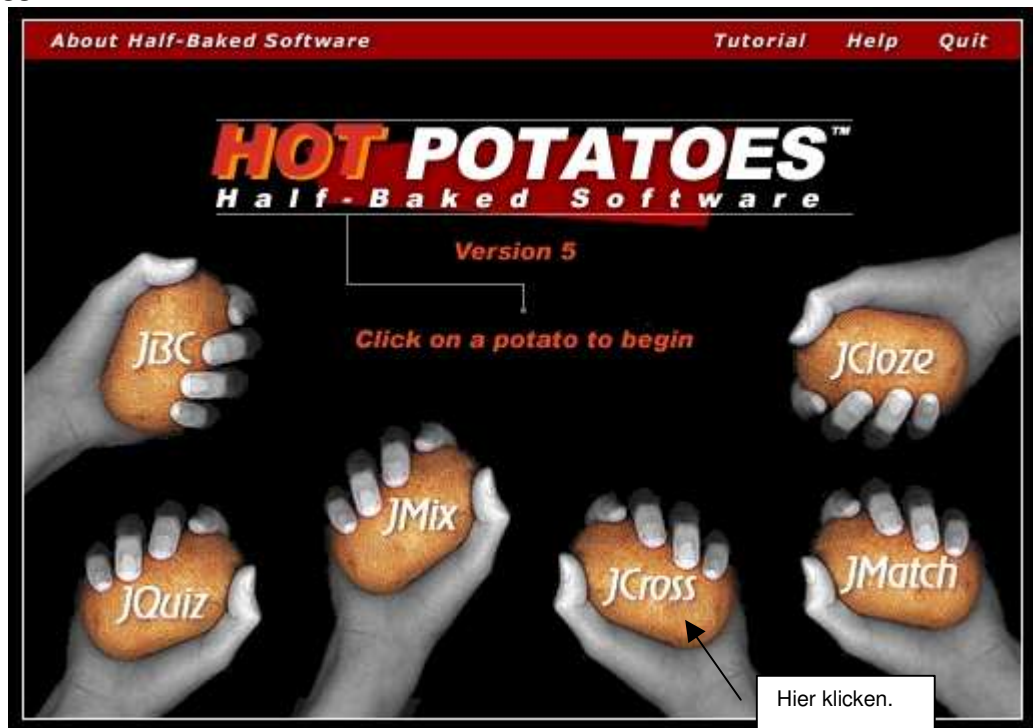 About Half-Baked Software Tutorial Help Quit
HOT POTATOES™
Half-Baked Software
Version 5
Click on a potato to begin
JBC
JCloze
JMix
JQuiz
JCross
JMatch
Hier klicken.